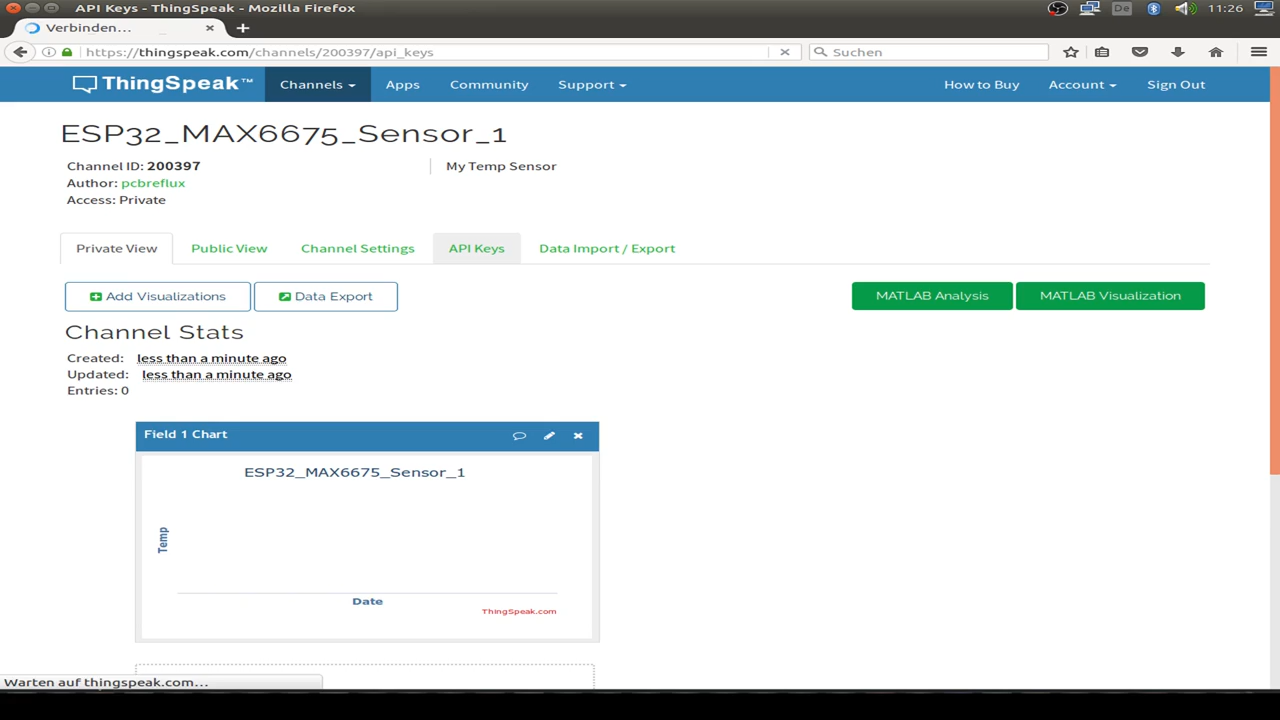 API Keys - ThingSpeak - Mozilla Firefox
De
11:26
Verbinden...
https://thingspeak.com/channels/200397/api_keys
Suchen
ThingSpeak™
Channels
Apps
Community
Support
How to Buy
Account
Sign Out
ESP32_MAX6675_Sensor_1
Channel ID: 200397
My Temp Sensor
Author: pcbreflux
Access: Private
Private View
Public View
Channel Settings
API Keys
Data Import / Export
Add Visualizations
Data Export
MATLAB Analysis
MATLAB Visualization
Channel Stats
Created: less than a minute ago
Updated: less than a minute ago
Entries: 0
Field 1 Chart
ESP32_MAX6675_Sensor_1
Temp
Date
ThingSpeak.com
Warten auf thingspeak.com...